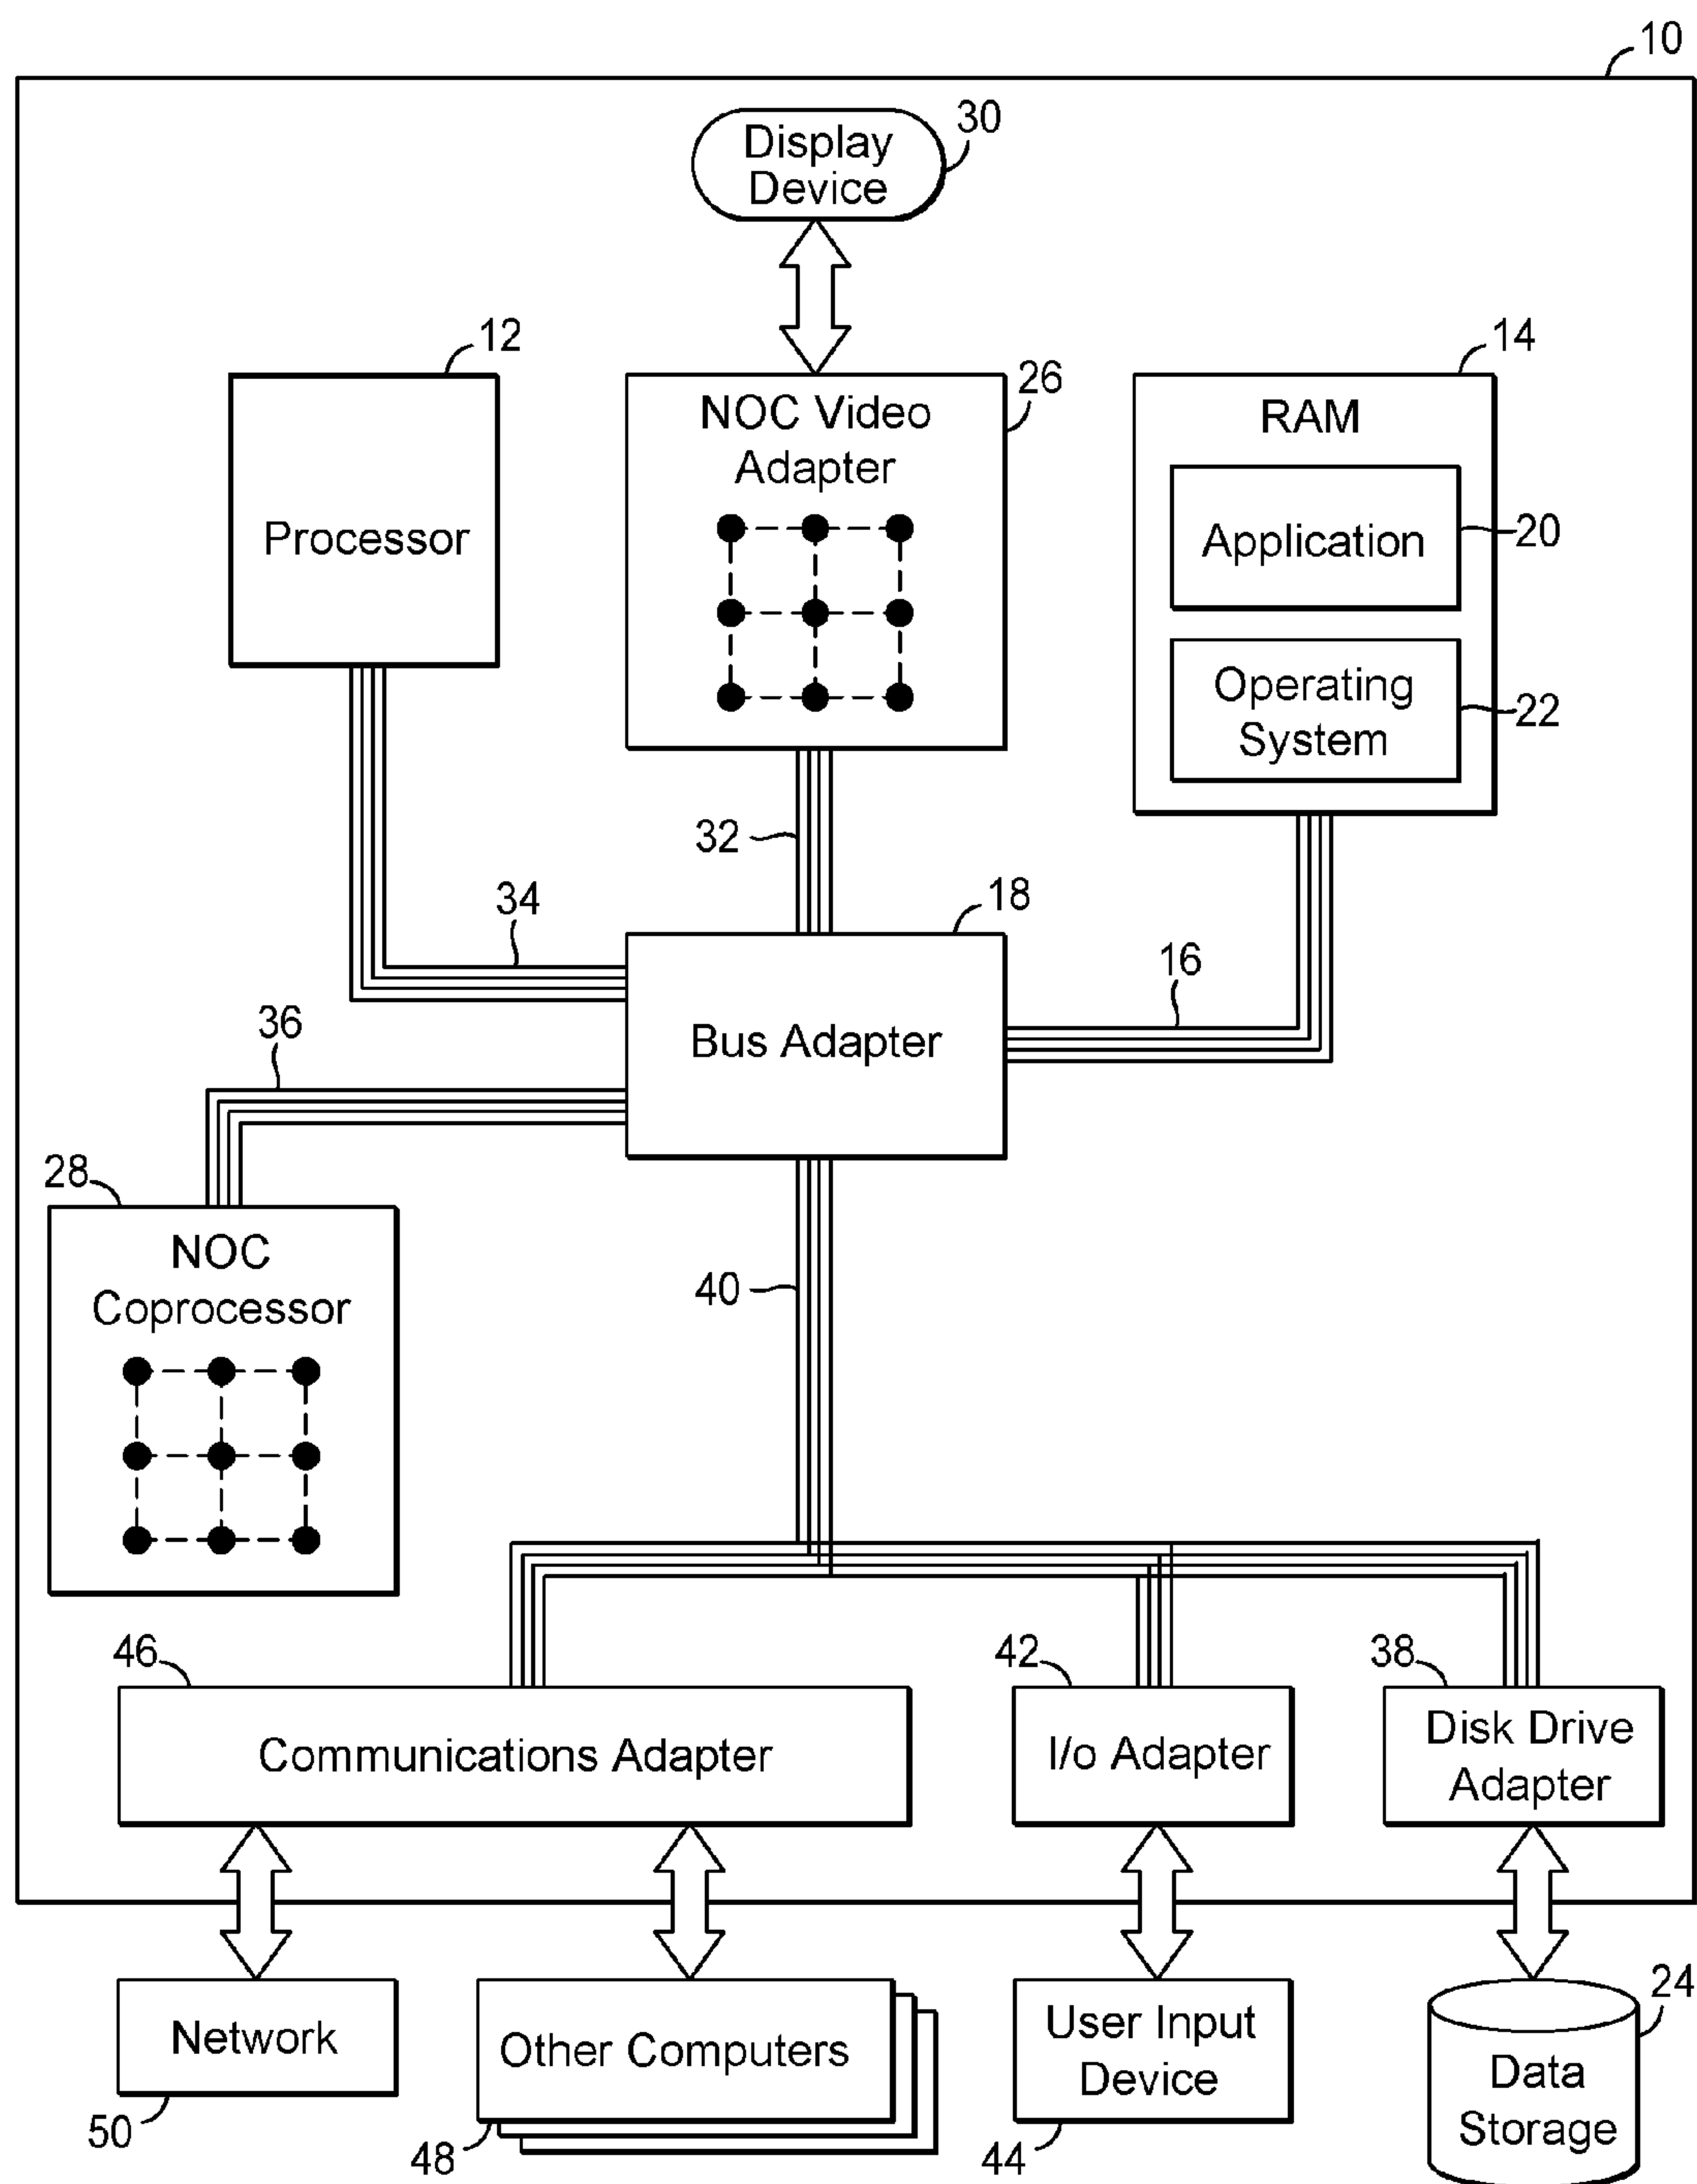 10
Display
Device
30
12
Processor
NOC Video
Adapter
26
14
RAM
Application
20
Operating
System
22
32
34
18
Bus Adapter
16
36
28
NOC
Coprocessor
40
46
Communications Adapter
42
I/o Adapter
38
Disk Drive
Adapter
Network
50
Other Computers
48
User Input
Device
44
24
Data
Storage